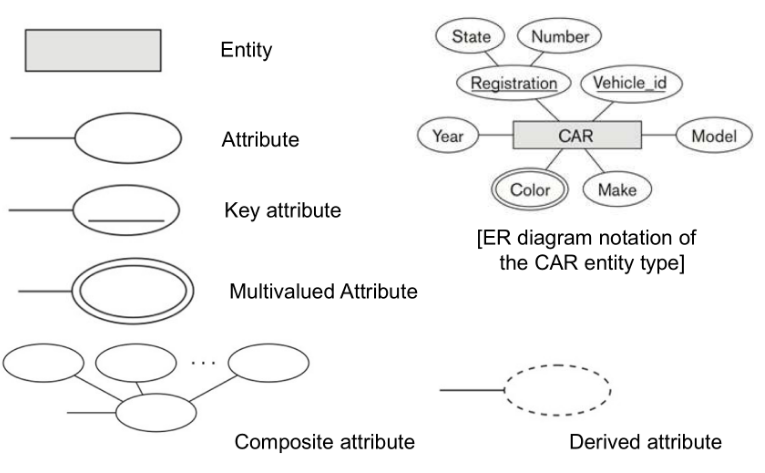 Entity
Attribute
Key attribute
Multivalued Attribute
Composite attribute
State
Number
Registration
Vehicle_id
Year
CAR
Model
Color
Make
[ER diagram notation of
the CAR entity type]
Derived attribute